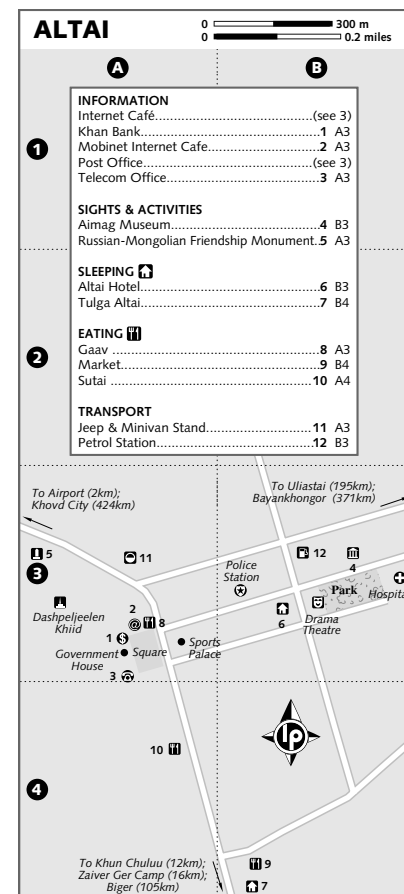 ALTAI
0 300 m
0 0.2 miles
A B
1
INFORMATION
Internet Café......................................(see 3)
Khan Bank.........................................1 A3
Mobinet Internet Cafe........................2 A3
Post Office.........................................(see 3)
Telecom Office...................................3 A3
SIGHTS & ACTIVITIES
Aimag Museum..................................4 B3
Russian-Mongolian Friendship Monument..5 A3
SLEEPING
Altai Hotel..........................................6 B3
Tulga Altai..........................................7 B4
2
EATING
Gaav ..................................................8 A3
Market................................................9 B4
Sutai ..................................................10 A4
TRANSPORT
Jeep & Minivan Stand.........................11 A3
Petrol Station.....................................12 B3
To Airport (2km);
Khovd City (424km)
To Uliastai (195km);
Bayankhongor (371km)
5
11
12
4
3
Police
Station
Park
Hospita
Dashpeljeelen
Khiid
2
8
6
Drama
Theatre
1
Government
House
Square
Sports
Palace
3
10
lp
4
To Khun Chuluu (12km);
Zaiver Ger Camp (16km);
Biger (105km)
9
7